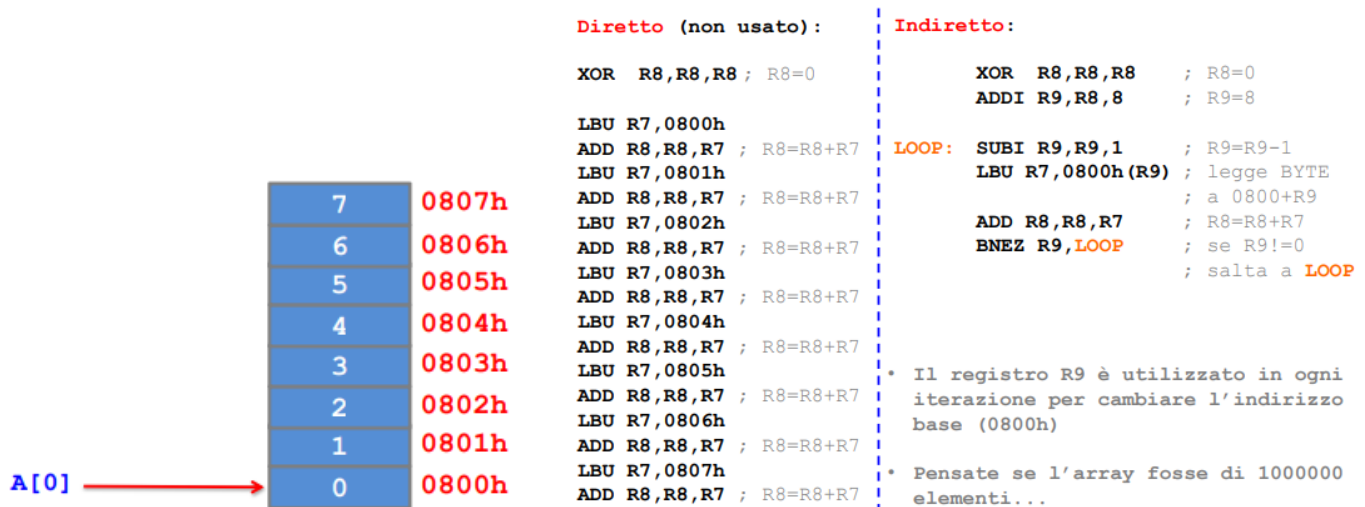 7 0807h
6 0806h
5 0805h
4 0804h
3 0803h
2 0802h
1 0801h
A[0] 0 0800h
Diretto (non usato):
XOR R8,R8,R8 ; R8=0
LBU R7,0800h
ADD R8,R8,R7 ; R8=R8+R7
LBU R7,0801h
ADD R8,R8,R7 ; R8=R8+R7
LBU R7,0802h
ADD R8,R8,R7 ; R8=R8+R7
LBU R7,0803h
ADD R8,R8,R7 ; R8=R8+R7
LBU R7,0804h
ADD R8,R8,R7 ; R8=R8+R7
LBU R7,0805h
ADD R8,R8,R7 ; R8=R8+R7
LBU R7,0806h
ADD R8,R8,R7 ; R8=R8+R7
LBU R7,0807h
ADD R8,R8,R7 ; R8=R8+R7
Indiretto:
XOR R8,R8,R8 ; R8=0
ADDI R9,R8,8 ; R9=8
LOOP: SUBI R9,R9,1 ; R9=R9-1
LBU R7,0800h(R9) ; legge BYTE
; a 0800+R9
ADD R8,R8,R7 ; R8=R8+R7
BNEZ R9,LOOP ; se R9!=0
; salta a LOOP
• Il registro R9 è utilizzato in ogni
iterazione per cambiare l'indirizzo
base (0800h)
• Pensate se l'array fosse di 1000000
elementi...